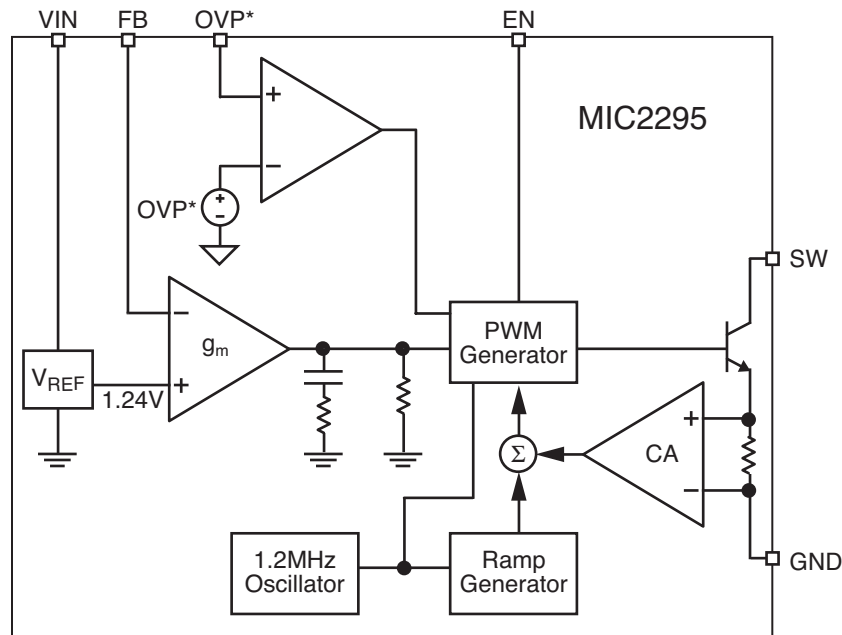 VIN FB OVP* EN
MIC2295
+
−
OVP*
+
−
SW
−
gm
+
VREF
1.24V
PWM
Generator
+
CA
−
Σ
1.2MHz
Oscillator
Ramp
Generator
GND